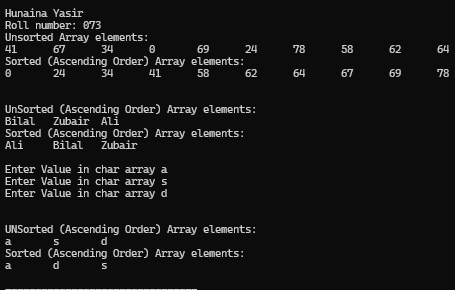 Hunaina Yasir
Roll number: 073
Unsorted Array elements:
41 67 34 0 69 24 78 58 62 64
Sorted (Ascending Order) Array elements:
0 24 34 41 58 62 64 67 69 78
UnSorted (Ascending Order) Array elements:
Bilal Zubair Ali
Sorted (Ascending Order) Array elements:
Ali Bilal Zubair
Enter Value in char array a
Enter Value in char array s
Enter Value in char array d
UNSorted (Ascending Order) Array elements:
a s d
Sorted (Ascending Order) Array elements:
a d s